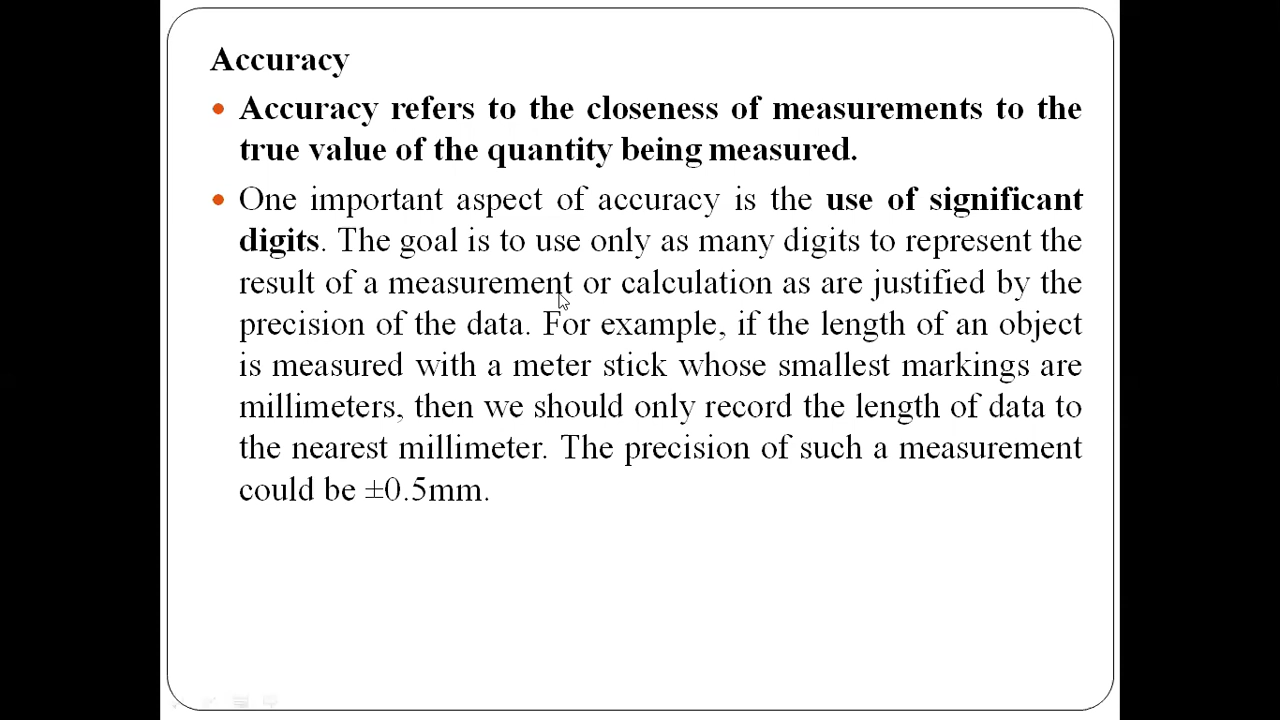 Accuracy
• Accuracy refers to the closeness of measurements to the
true value of the quantity being measured.
• One important aspect of accuracy is the use of significant
digits. The goal is to use only as many digits to represent the
result of a measurement or calculation as are justified by the
precision of the data. For example, if the length of an object
is measured with a meter stick whose smallest markings are
millimeters, then we should only record the length of data to
the nearest millimeter. The precision of such a measurement
could be ±0.5mm.